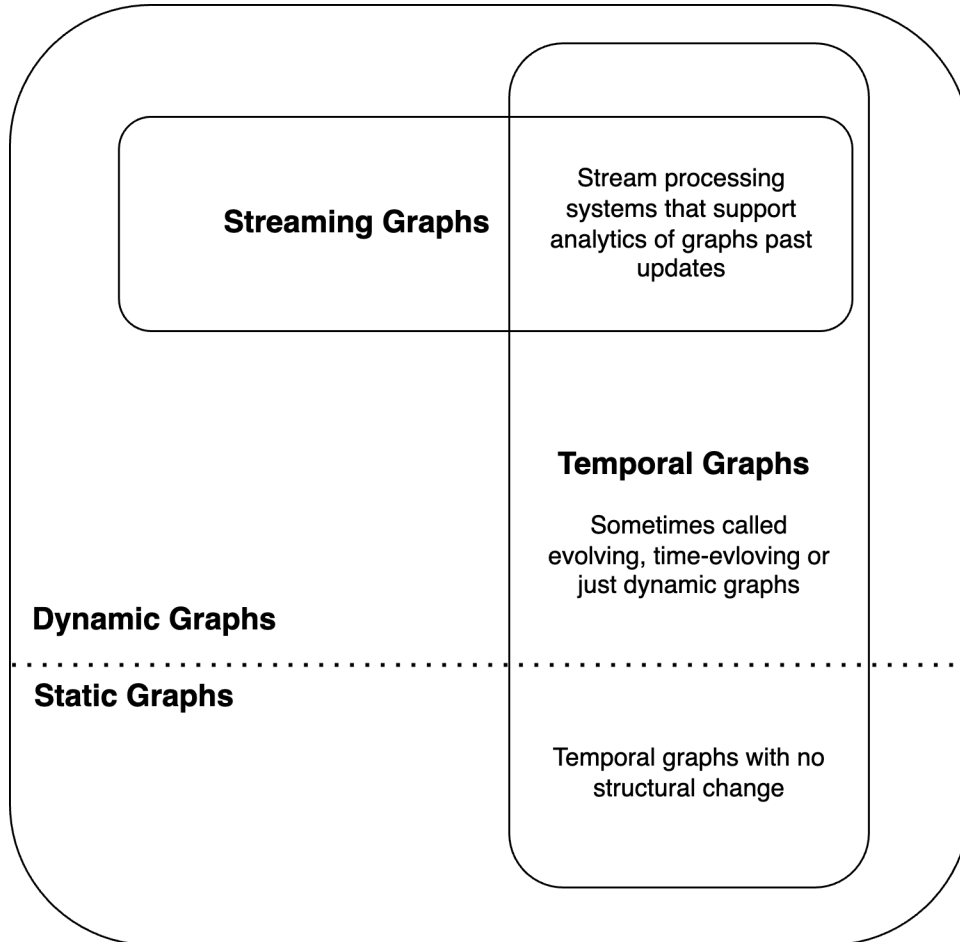 Stream processing
systems that support
analytics of graphs past
updates
Streaming Graphs
Temporal Graphs
Sometimes called
evolving, time-evloving or
just dynamic graphs
Dynamic Graphs
Static Graphs
Temporal graphs with no
structural change